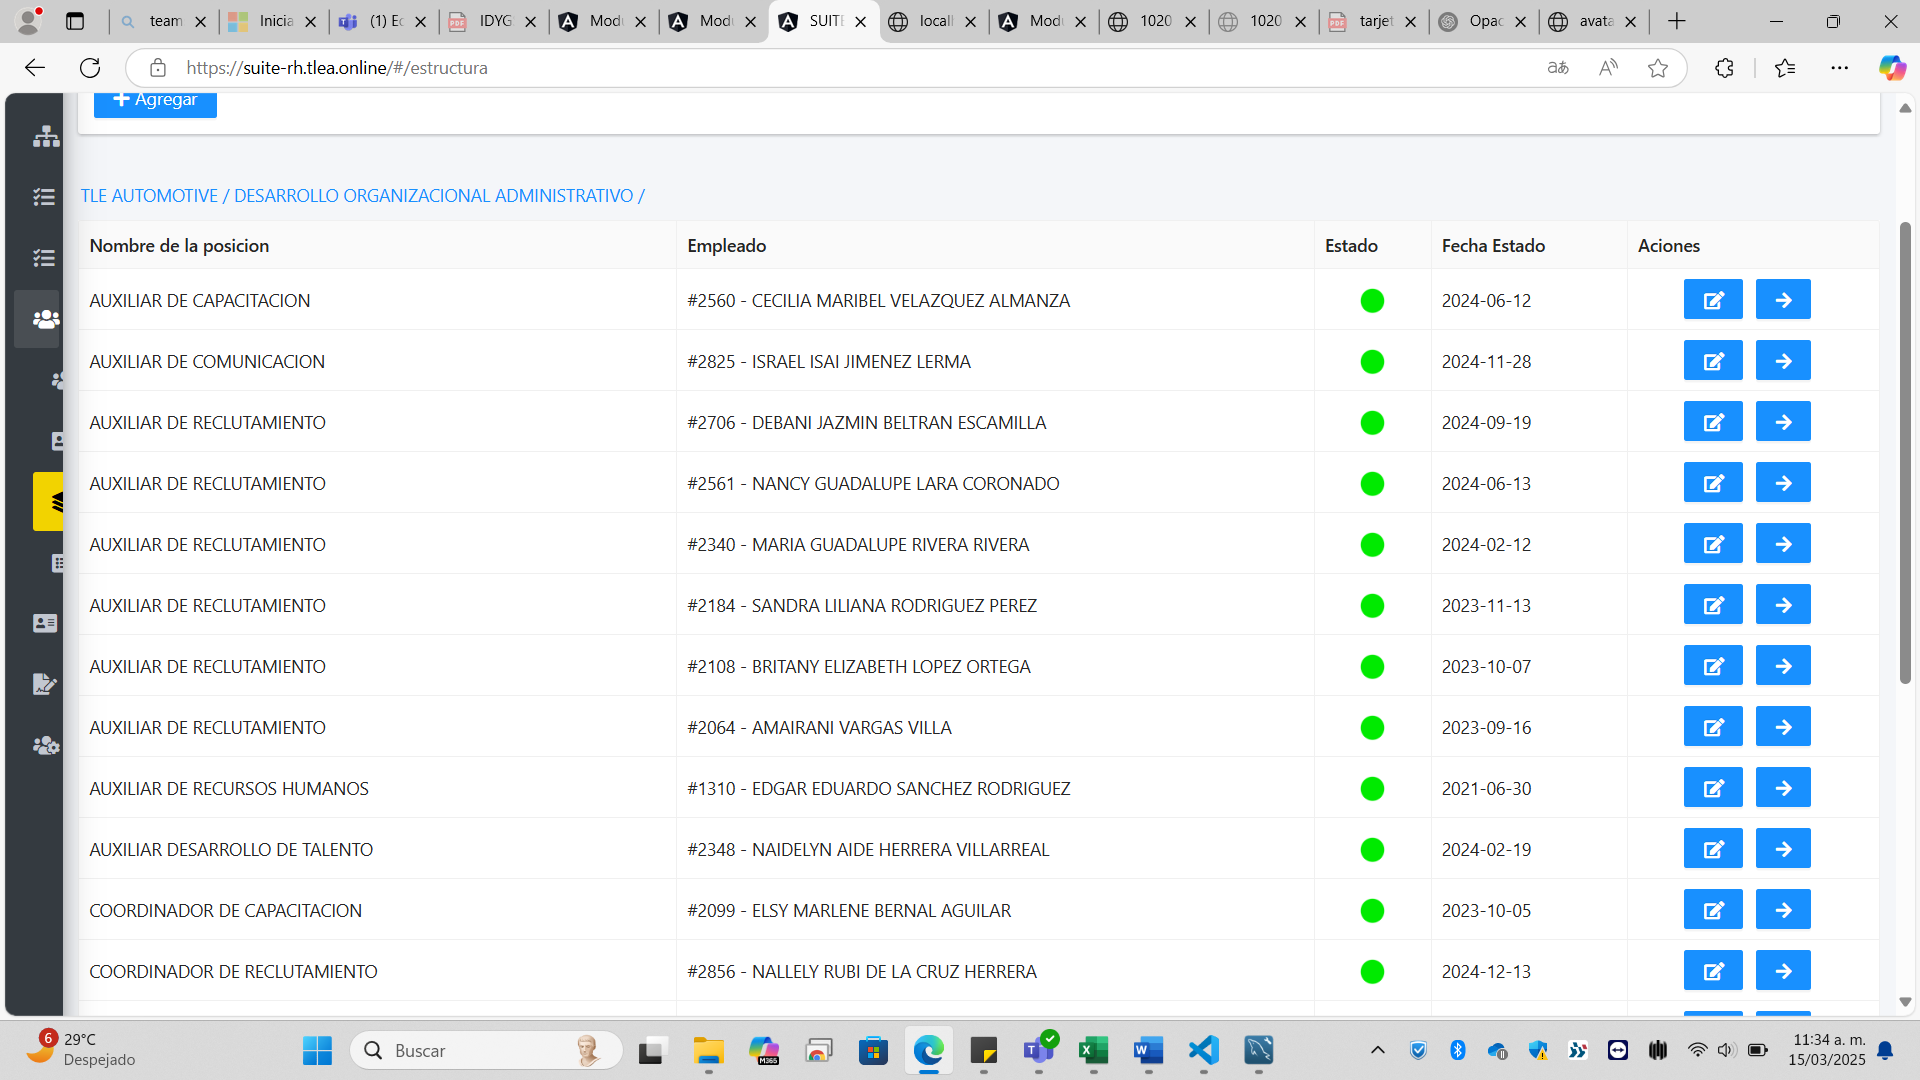 team
Inicia
(1) Ec
IDYG
Modu
Modu
SUITE
locall
Modu
1020
1020
tarjet
Opac
avata
https://suite-rh.tlea.online/#/estructura
Agregar
TLE AUTOMOTIVE / DESARROLLO ORGANIZACIONAL ADMINISTRATIVO /
Nombre de la posicion Empleado Estado Fecha Estado Aciones
AUXILIAR DE CAPACITACION #2560 - CECILIA MARIBEL VELAZQUEZ ALMANZA 2024-06-12
AUXILIAR DE COMUNICACION #2825 - ISRAEL ISAI JIMENEZ LERMA 2024-11-28
AUXILIAR DE RECLUTAMIENTO #2706 - DEBANI JAZMIN BELTRAN ESCAMILLA 2024-09-19
AUXILIAR DE RECLUTAMIENTO #2561 - NANCY GUADALUPE LARA CORONADO 2024-06-13
AUXILIAR DE RECLUTAMIENTO #2340 - MARIA GUADALUPE RIVERA RIVERA 2024-02-12
AUXILIAR DE RECLUTAMIENTO #2184 - SANDRA LILIANA RODRIGUEZ PEREZ 2023-11-13
AUXILIAR DE RECLUTAMIENTO #2108 - BRITANY ELIZABETH LOPEZ ORTEGA 2023-10-07
AUXILIAR DE RECLUTAMIENTO #2064 - AMAIRANI VARGAS VILLA 2023-09-16
AUXILIAR DE RECURSOS HUMANOS #1310 - EDGAR EDUARDO SANCHEZ RODRIGUEZ 2021-06-30
AUXILIAR DESARROLLO DE TALENTO #2348 - NAIDELYN AIDE HERRERA VILLARREAL 2024-02-19
COORDINADOR DE CAPACITACION #2099 - ELSY MARLENE BERNAL AGUILAR 2023-10-05
COORDINADOR DE RECLUTAMIENTO #2856 - NALLELY RUBI DE LA CRUZ HERRERA 2024-12-13
6
29°C
Despejado
Buscar
M365
11:34 a. m.
15/03/2025